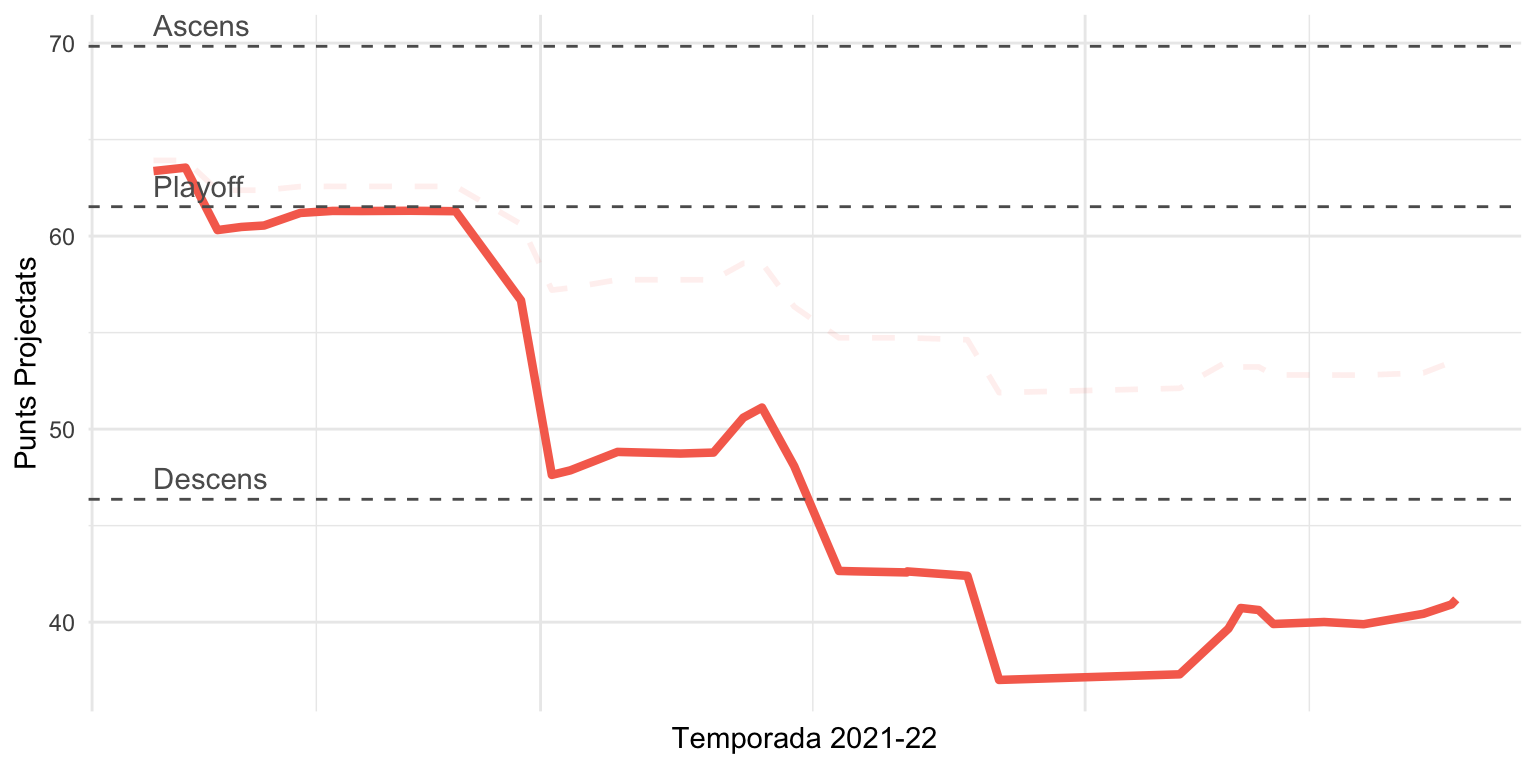 Ascens
70
Playoff
60
50
Descens
40
Punts Projectats
Temporada 2021-22